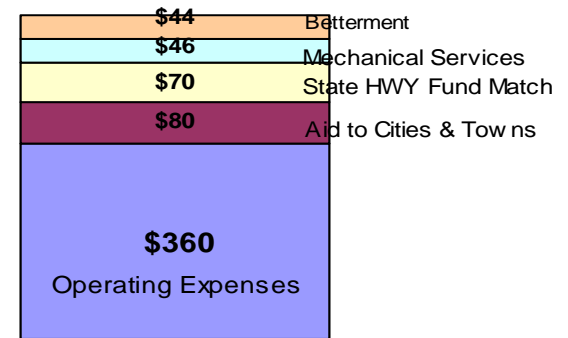 $44 Betterment
$46 Mechanical Services
$70 State HWY Fund Match
$80 Aid to Cities & Towns
$360
Operating Expenses